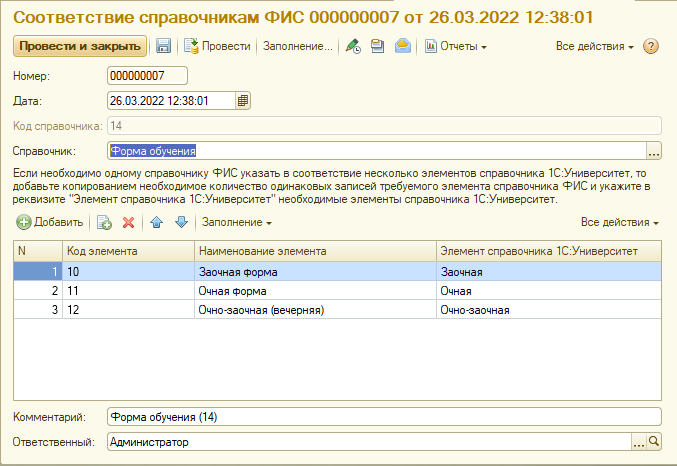 Соответствие справочникам ФИС 000000007 от 26.03.2022 12:38:01
Провести и закрыть Провести Заполнение... Отчеты Все действия
Номер: 000000007
Дата: 26.03.2022 12:38:01
Код справочника: 14
Справочник: Форма обучения ...
Если необходимо одному справочнику ФИС указать в соответствие несколько элементов справочника 1С:Университет, то
добавьте копированием необходимое количество одинаковых записей требуемого элемента справочника ФИС и укажите в
реквизите "Элемент справочника 1С:Университет" необходимые элементы справочника 1С:Университет.
Добавить Заполнение Все действия
N Код элемента Наименование элемента Элемент справочника 1С:Университет
1 10 Заочная форма Заочная
2 11 Очная форма Очная
3 12 Очно-заочная (вечерняя) Очно-заочная
Комментарий: Форма обучения (14)
Ответственный: Администратор ...